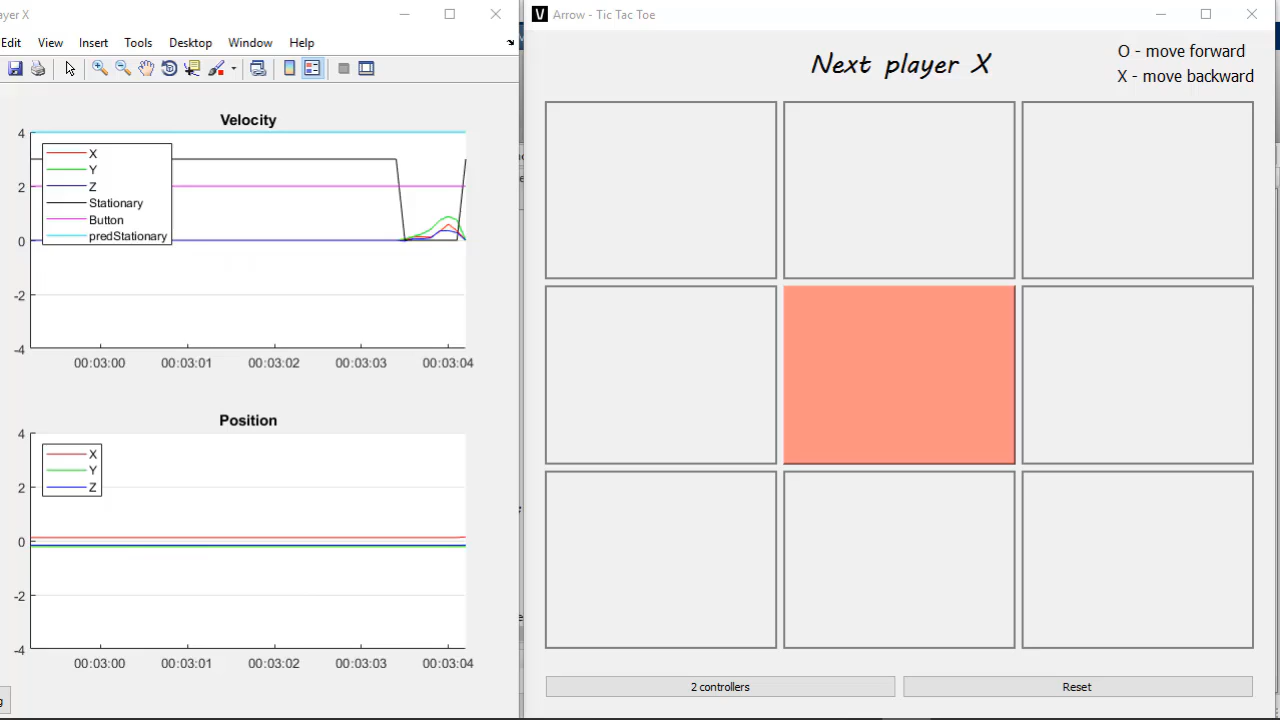 ayer X
Edit View Insert Tools Desktop Window Help
Velocity
4
2
0
-2
-4
X
Y
Z
Stationary
Button
predStationary
00:03:00 00:03:01 00:03:02 00:03:03 00:03:04
Position
4
2
0
-2
-4
X
Y
Z
00:03:00 00:03:01 00:03:02 00:03:03 00:03:04
g
V Arrow - Tic Tac Toe
Next player X
O - move forward
X - move backward
2 controllers Reset